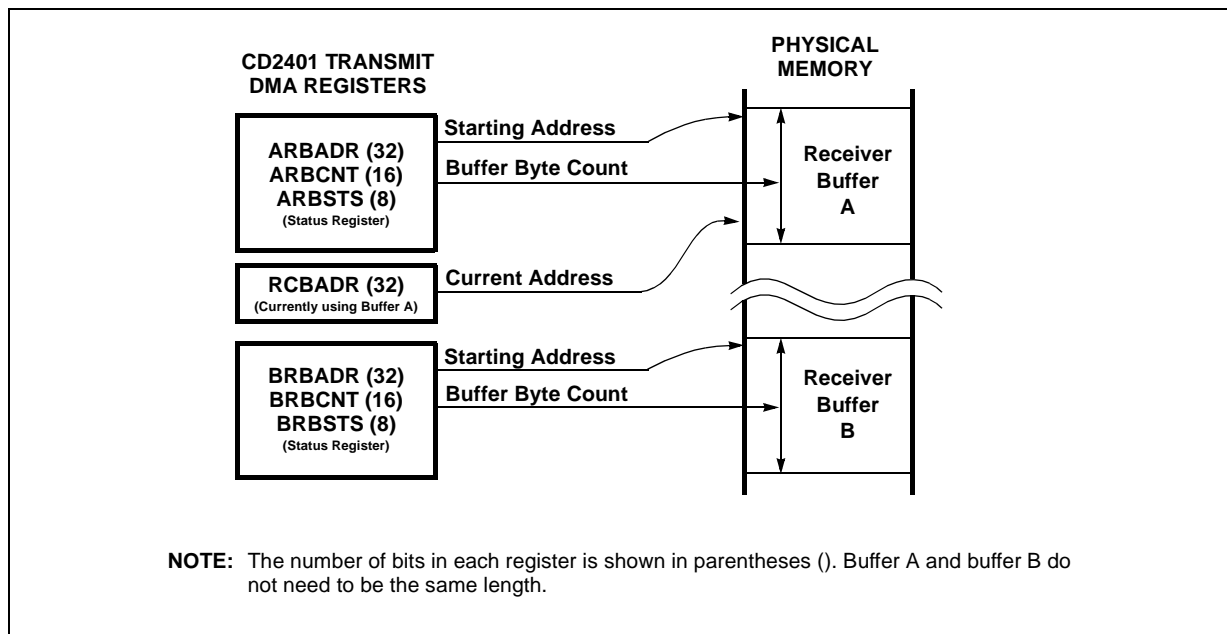 CD2401 TRANSMIT
DMA REGISTERS
PHYSICAL
MEMORY
ARBADR (32)
ARBCNT (16)
ARBSTS (8)
(Status Register)
Starting Address
Buffer Byte Count
Receiver
Buffer
A
RCBADR (32)
(Currently using Buffer A)
Current Address
BRBADR (32)
BRBCNT (16)
BRBSTS (8)
(Status Register)
Starting Address
Buffer Byte Count
Receiver
Buffer
B
NOTE: The number of bits in each register is shown in parentheses (). Buffer A and buffer B do
not need to be the same length.